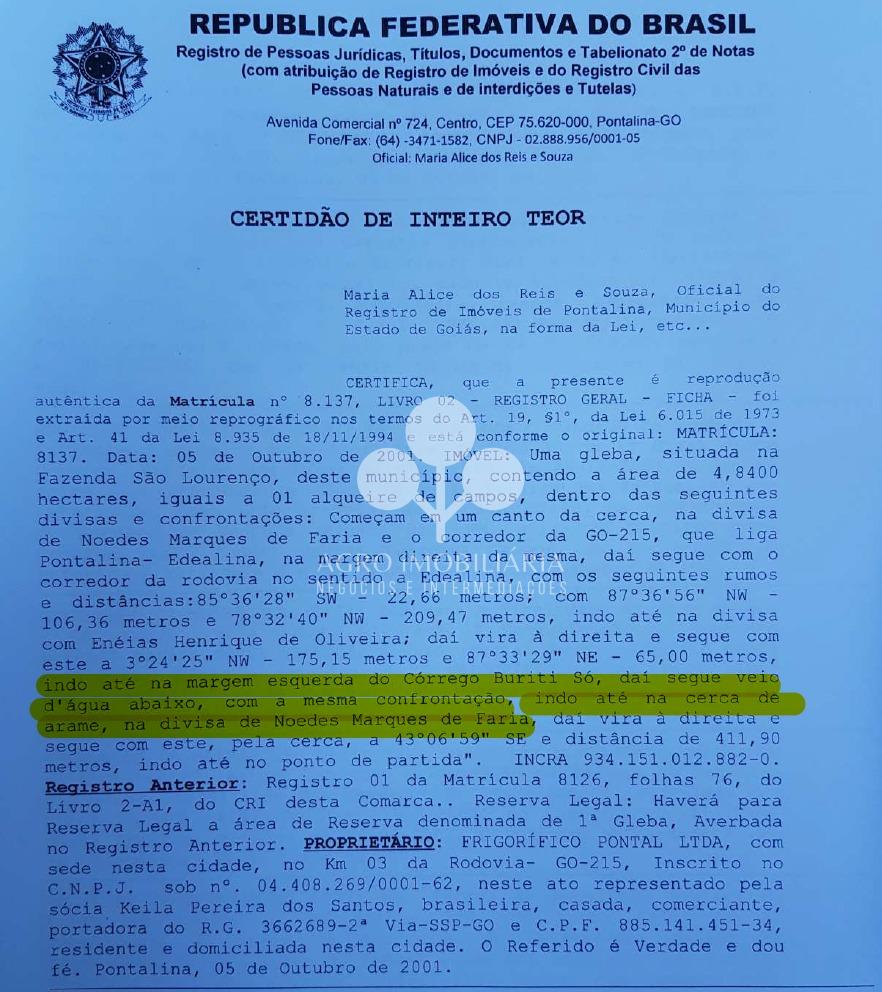 REPUBLICA FEDERATIVA DO BRASIL
Registro de Pessoas Jurídicas, Títulos, Documentos e Tabelionato 2º de Notas
(com atribuição de Registro de Imóveis e do Registro Civil das
Pessoas Naturais e de interdições e Tutelas)
Avenida Comercial nº 724, Centro, CEP 75.620-000, Pontalina-GO
Fone/Fax: (64) -3471-1582, CNPJ - 02.888.956/0001-05
Oficial: Maria Alice dos Reis e Souza
CERTIDÃO DE INTEIRO TEOR
Maria Alice dos Reis e Souza, Oficial do
Registro de Imóveis de Pontalina, Município do
Estado de Goiás, na forma da Lei, etc...
CERTIFICA, que a presente é reprodução
autêntica da Matrícula nº 8.137, LIVRO 02 - REGISTRO GERAL - FICHA - foi
extraída por meio reprográfico nos termos do Art. 19, §1º, da Lei 6.015 de 1973
e Art. 41 da Lei 8.935 de 18/11/1994 e está conforme o original: MATRÍCULA:
8137. Data: 05 de Outubro de 2001. IMÓVEL: Uma gleba, situada na
Fazenda São Lourenço, deste município, contendo a área de 4,8400
hectares, iguais a 01 alqueire de campos, dentro das seguintes
divisas e confrontações: Começam em um canto da cerca, na divisa
de Noedes Marques de Faria e o corredor da GO-215, que liga
Pontalina- Edealina, na margem direita da mesma, daí segue com o
AGRO IMOBILIÁRIA
corredor da rodovia no sentido a Edealina, com os seguintes rumos
NEGÓCIOS E INTERMEDIAÇÕES
e distâncias:85°36'28" SW - 22,66 metros; com 87°36'56" NW -
106,36 metros e 78°32'40" NW - 209,47 metros, indo até na divisa
com Enéias Henrique de Oliveira; daí vira à direita e segue com
este a 3°24'25" NW - 175,15 metros e 87°33'29" NE - 65,00 metros,
indo até na margem esquerda do Córrego Buriti Só, daí segue veio
d'água abaixo, com a mesma confrontação, indo até na cerca de
arame, na divisa de Noedes Marques de Faria, daí vira à direita e
segue com este, pela cerca, a 43°06'59" SE e distância de 411,90
metros, indo até no ponto de partida". INCRA 934.151.012.882-0.
Registro Anterior: Registro 01 da Matrícula 8126, folhas 76, do
Livro 2-A1, do CRI desta Comarca.. Reserva Legal: Haverá para
Reserva Legal a área de Reserva denominada de 1ª Gleba, Averbada
no Registro Anterior. PROPRIETÁRIO: FRIGORÍFICO PONTAL LTDA, com
sede nesta cidade, no Km 03 da Rodovia- GO-215, Inscrito no
C.N.P.J. sob nº. 04.408.269/0001-62, neste ato representado pela
sócia Keila Pereira dos Santos, brasileira, casada, comerciante,
portadora do R.G. 3662689-2ª Via-SSP-GO e C.P.F. 885.141.451-34,
residente e domiciliada nesta cidade. O Referido é Verdade e dou
fé. Pontalina, 05 de Outubro de 2001.